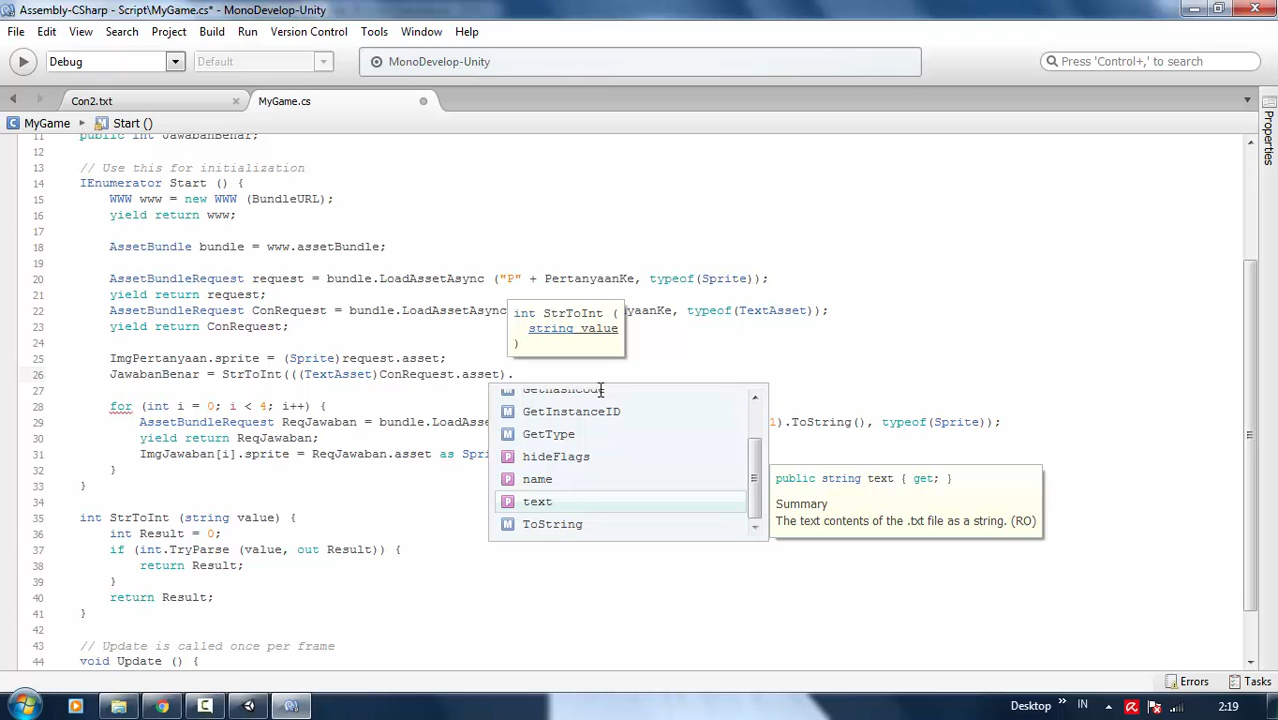 Assembly-CSharp - Script\MyGame.cs* - MonoDevelop-Unity
File Edit View Search Project Build Run Version Control Tools Window Help
Debug Default MonoDevelop-Unity Press 'Control+,' to search
Con2.txt MyGame.cs
MyGame Start ()
Properties
11 public int JawabanBenar;
12
13 // Use this for initialization
14 IEnumerator Start () {
15 WWW www = new WWW (BundleURL);
16 yield return www;
17
18 AssetBundle bundle = www.assetBundle;
19
20 AssetBundleRequest request = bundle.LoadAssetAsync ("P" + PertanyaanKe, typeof(Sprite));
21 yield return request;
22 AssetBundleRequest ConRequest = bundle.LoadAssetAsync yaanKe, typeof(TextAsset));
23 yield return ConRequest;
24
25 ImgPertanyaan.sprite = (Sprite)request.asset;
26 JawabanBenar = StrToInt(((TextAsset)ConRequest.asset).
27
28 for (int i = 0; i < 4; i++) {
29 AssetBundleRequest ReqJawaban = bundle.LoadAsse 1).ToString(), typeof(Sprite));
30 yield return ReqJawaban;
31 ImgJawaban[i].sprite = ReqJawaban.asset as Spri
32 }
33 }
34
35 int StrToInt (string value) {
36 int Result = 0;
37 if (int.TryParse (value, out Result)) {
38 return Result;
39 }
40 return Result;
41 }
42
43 // Update is called once per frame
44 void Update () {
int StrToInt (
string value
)
GetHashCode
GetInstanceID
GetType
hideFlags
name
text
ToString
public string text { get; }
Summary
The text contents of the .txt file as a string. (RO)
Errors Tasks
Desktop » IN 2:19